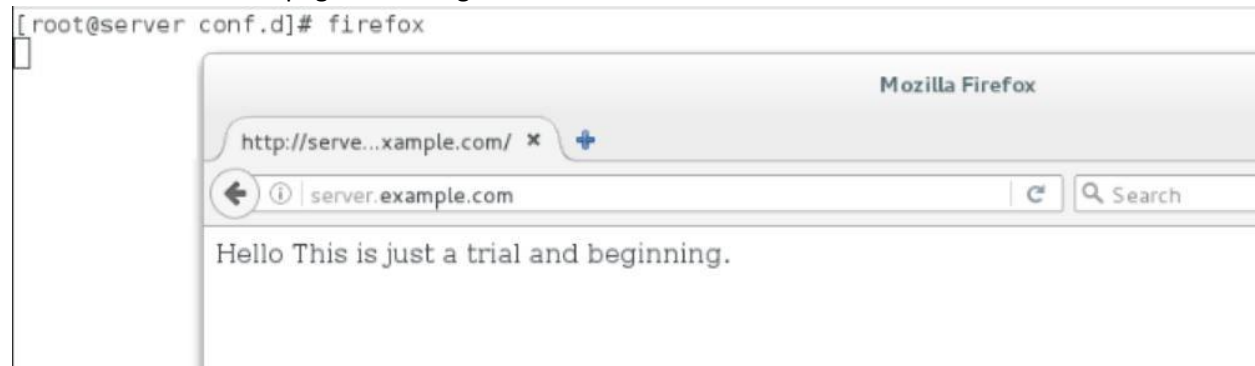 [root@server conf.d]# firefox
Mozilla Firefox
http://serve...xample.com/
server.example.com
Search
Hello This is just a trial and beginning.